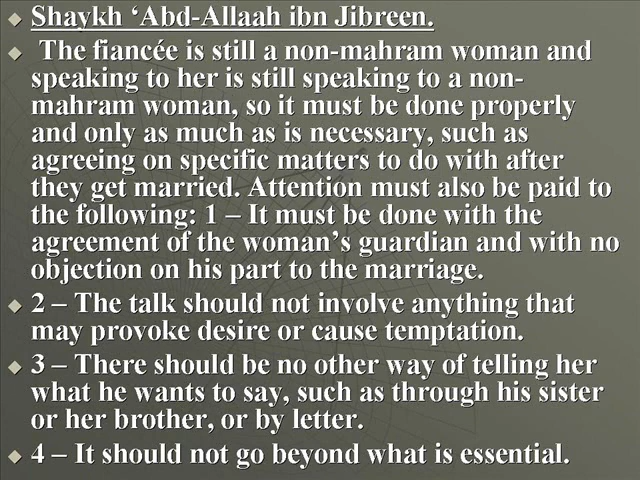 Shaykh ‘Abd-Allaah ibn Jibreen.
The fiancée is still a non-mahram woman and
speaking to her is still speaking to a non-
mahram woman, so it must be done properly
and only as much as is necessary, such as
agreeing on specific matters to do with after
they get married. Attention must also be paid to
the following: 1 – It must be done with the
agreement of the woman’s guardian and with no
objection on his part to the marriage.
2 – The talk should not involve anything that
may provoke desire or cause temptation.
3 – There should be no other way of telling her
what he wants to say, such as through his sister
or her brother, or by letter.
4 – It should not go beyond what is essential.